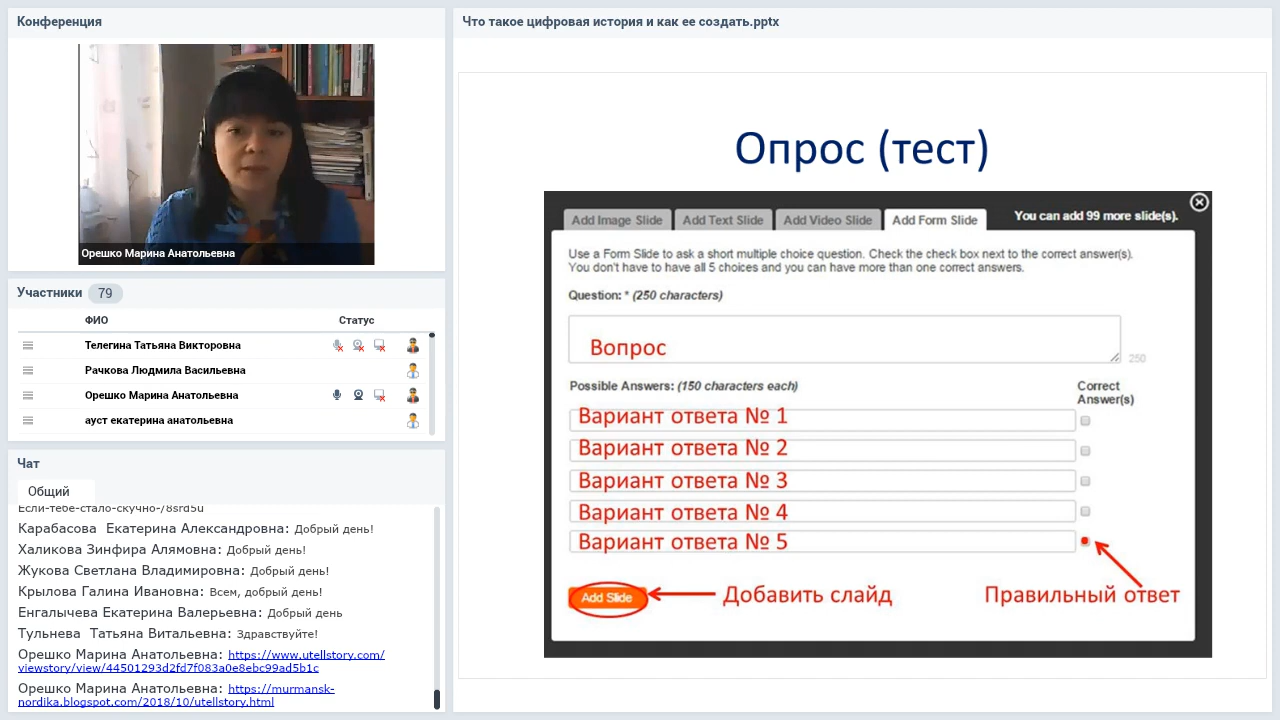 Конференция
Орешко Марина Анатольевна
Участники 79
ФИО Статус
Телегина Татьяна Викторовна
Рачкова Людмила Васильевна
Орешко Марина Анатольевна
ауст екатерина анатольевна
Чат
Общий
Если-тебе-стало-скучно-/8srd5u
Карабасова Екатерина Александровна: Добрый день!
Халикова Зинфира Алямовна: Добрый день!
Жукова Светлана Владимировна: Добрый день!
Крылова Галина Ивановна: Всем, добрый день!
Енгалычева Екатерина Валерьевна: Добрый день
Тульнева Татьяна Витальевна: Здравствуйте!
Орешко Марина Анатольевна: https://www.utellstory.com/
viewstory/view/44501293d2fd7f083a0e8ebc99ad5b1c
Орешко Марина Анатольевна: https://murmansk-
nordika.blogspot.com/2018/10/utellstory.html
Что такое цифровая история и как ее создать.pptx
Опрос (тест)
Add Image Slide Add Text Slide Add Video Slide Add Form Slide You can add 99 more slide(s).
Use a Form Slide to ask a short multiple choice question. Check the check box next to the correct answer(s).
You don't have to have all 5 choices and you can have more than one correct answers.
Question: * (250 characters)
Вопрос
250
Possible Answers: (150 characters each) Correct
Answer(s)
Вариант ответа № 1
Вариант ответа № 2
Вариант ответа № 3
Вариант ответа № 4
Вариант ответа № 5
Add Slide Добавить слайд Правильный ответ